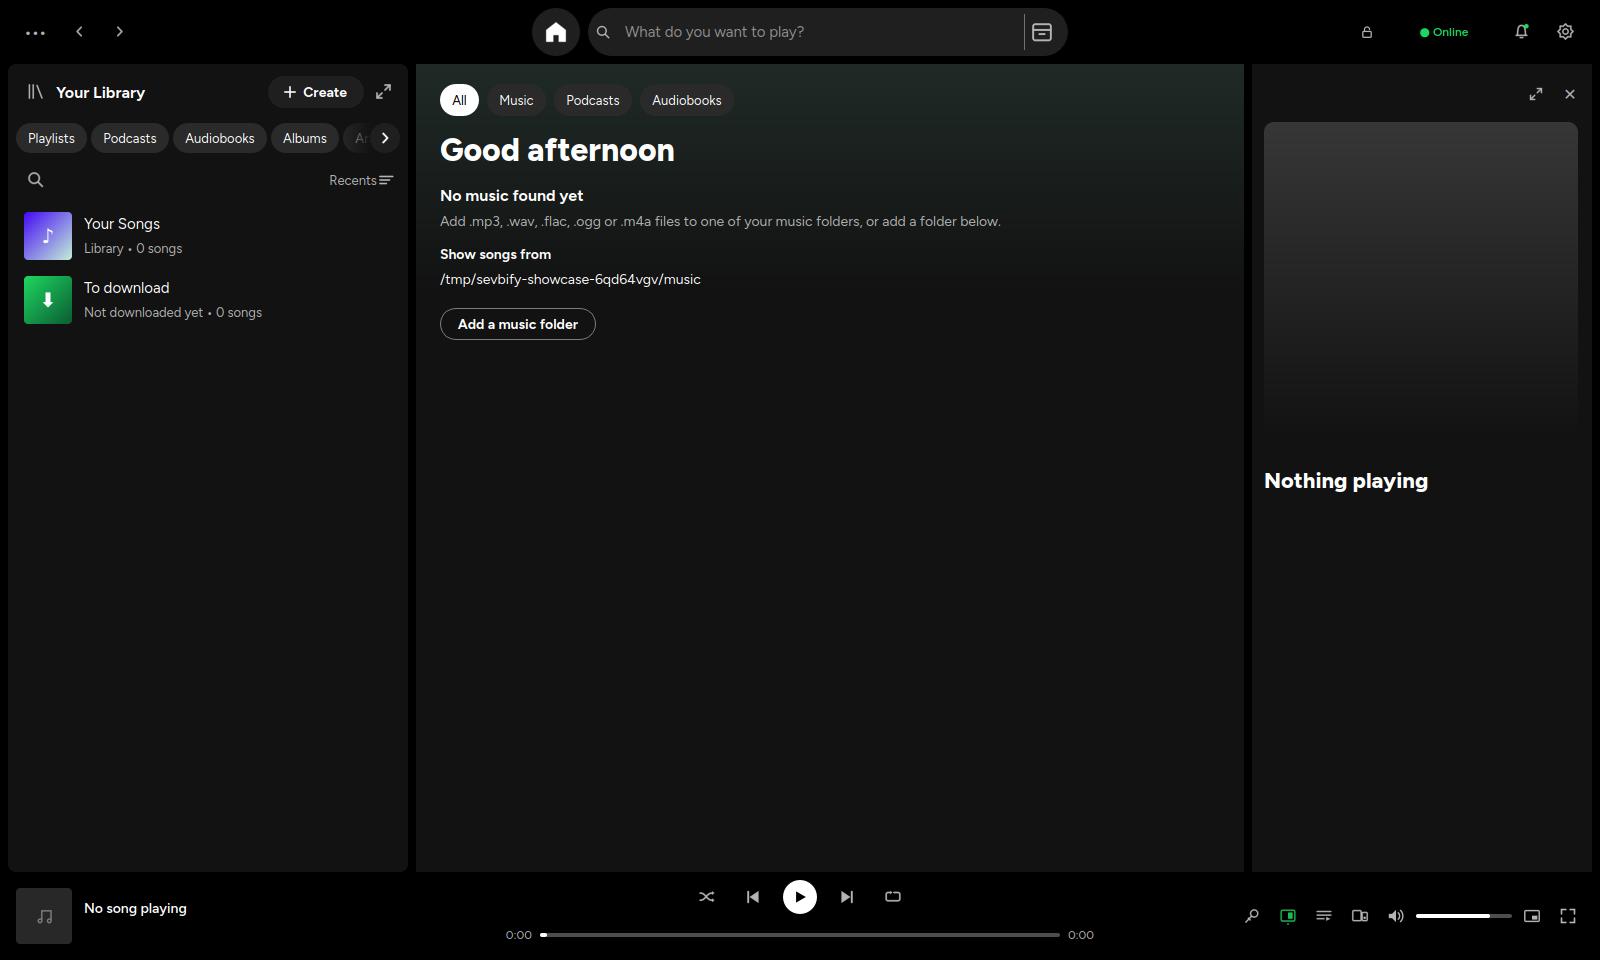 What do you want to play?
Online
Your Library
Create
Playlists
Podcasts
Audiobooks
Albums
Recents
Your Songs
Library • 0 songs
To download
Not downloaded yet • 0 songs
All
Music
Podcasts
Audiobooks
Good afternoon
No music found yet
Add .mp3, .wav, .flac, .ogg or .m4a files to one of your music folders, or add a folder below.
Show songs from
/tmp/sevbify-showcase-6qd64vgv/music
Add a music folder
Nothing playing
No song playing
0:00
0:00